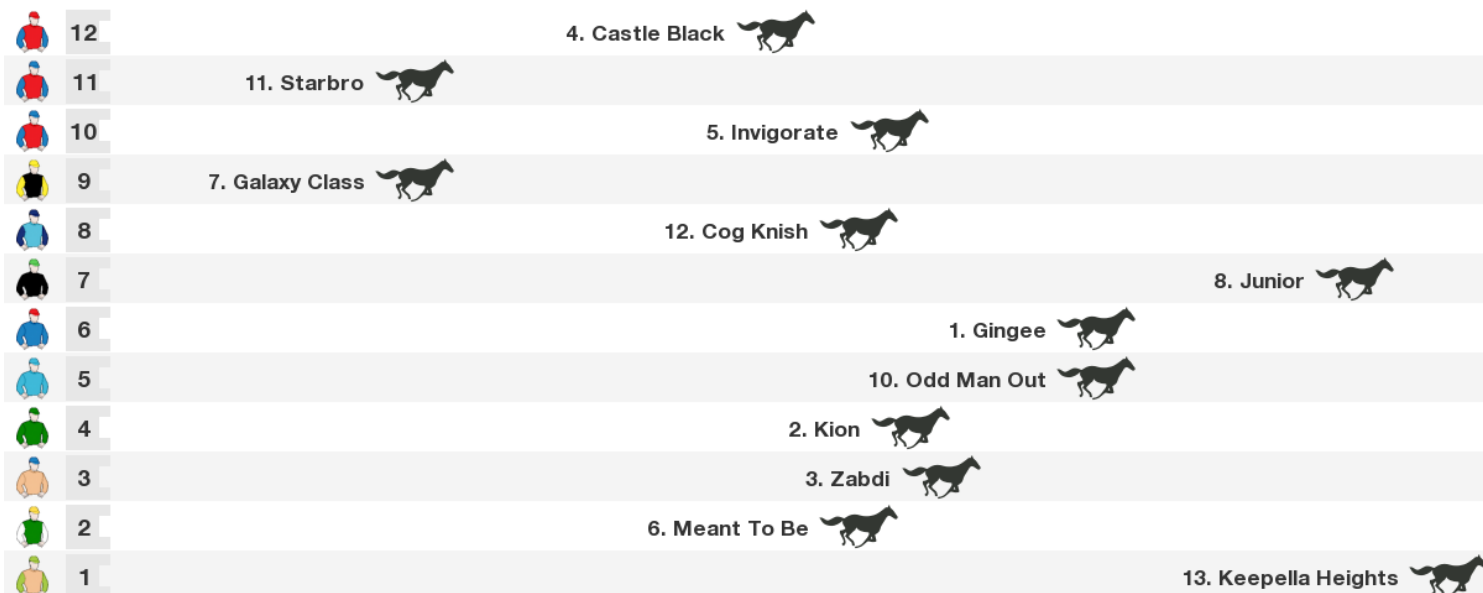 12 4. Castle Black
11 11. Starbro
10 5. Invigorate
9 7. Galaxy Class
8 12. Cog Knish
7 8. Junior
6 1. Gingee
5 10. Odd Man Out
4 2. Kion
3 3. Zabdi
2 6. Meant To Be
1 13. Keepella Heights